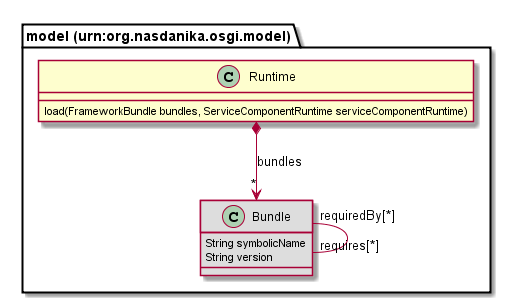 model (urn:org.nasdanika.osgi.model)
C Runtime
load(FrameworkBundle bundles, ServiceComponentRuntime serviceComponentRuntime)
bundles
*
C Bundle
requiredBy[*]
String symbolicName
requires[*]
String version